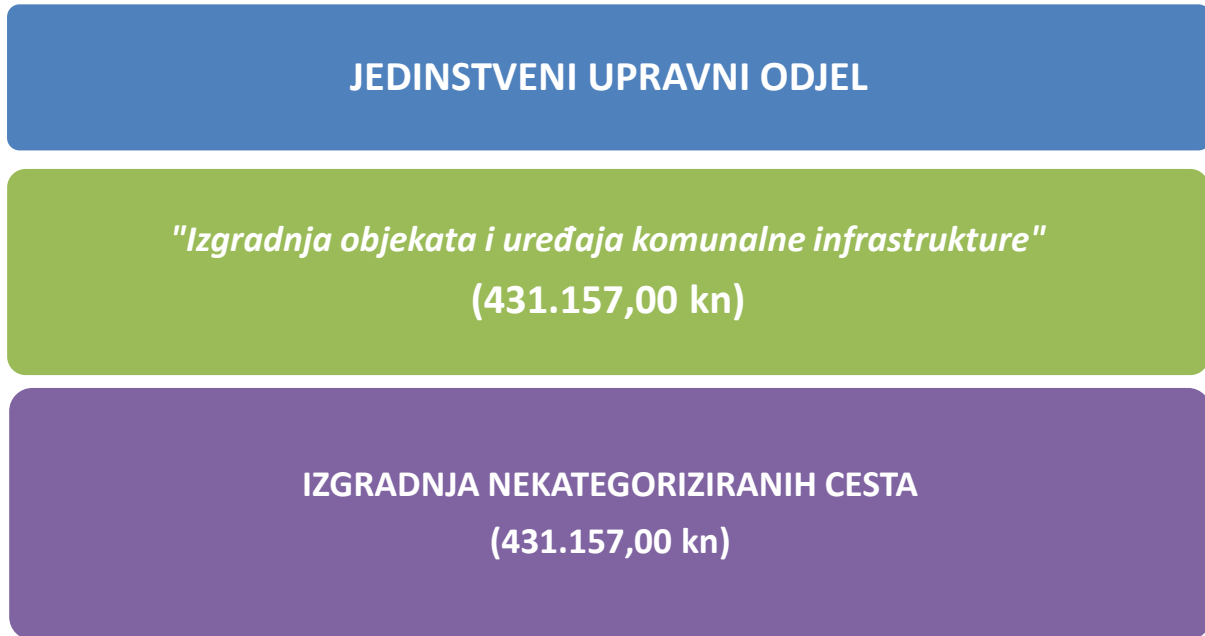 JEDINSTVENI UPRAVNI ODJEL
"Izgradnja objekata i uređaja komunalne infrastrukture"
(431.157,00 kn)
IZGRADNJA NEKATEGORIZIRANIH CESTA
(431.157,00 kn)